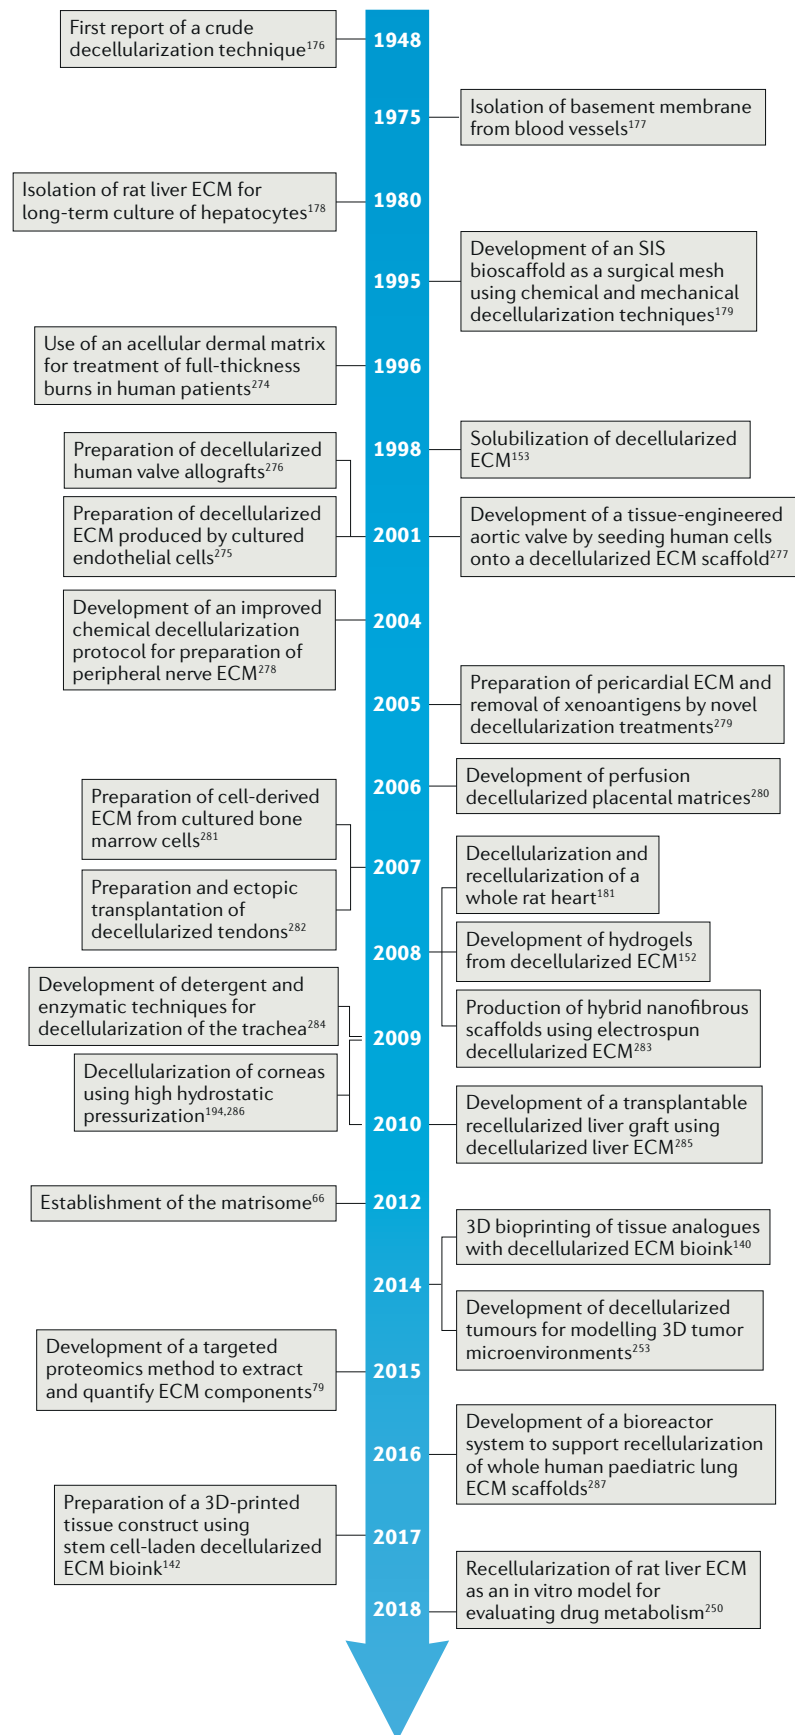 First report of a crude
decellularization technique176
1948
1975
Isolation of basement membrane
from blood vessels177
Isolation of rat liver ECM for
long-term culture of hepatocytes178
1980
Development of an SIS
bioscaffold as a surgical mesh
using chemical and mechanical
decellularization techniques179
1995
Use of an acellular dermal matrix
for treatment of full-thickness
burns in human patients274
1996
1998
Solubilization of decellularized
ECM153
Preparation of decellularized
human valve allografts276
Preparation of decellularized
ECM produced by cultured
endothelial cells275
2001
Development of a tissue-engineered
aortic valve by seeding human cells
onto a decellularized ECM scaffold277
Development of an improved
chemical decellularization
protocol for preparation of
peripheral nerve ECM278
2004
2005
Preparation of pericardial ECM and
removal of xenoantigens by novel
decellularization treatments279
2006
Development of perfusion
decellularized placental matrices280
Preparation of cell-derived
ECM from cultured bone
marrow cells281
2007
Preparation and ectopic
transplantation of
decellularized tendons282
Decellularization and
recellularization of a
whole rat heart181
2008
Development of hydrogels
from decellularized ECM152
Production of hybrid nanofibrous
scaffolds using electrospun
decellularized ECM283
Development of detergent and
enzymatic techniques for
decellularization of the trachea284
2009
Decellularization of corneas
using high hydrostatic
pressurization194,286
2010
Development of a transplantable
recellularized liver graft using
decellularized liver ECM285
Establishment of the matrisome66
2012
3D bioprinting of tissue analogues
with decellularized ECM bioink140
2014
Development of decellularized
tumours for modelling 3D tumor
microenvironments253
Development of a targeted
proteomics method to extract
and quantify ECM components79
2015
2016
Development of a bioreactor
system to support recellularization
of whole human paediatric lung
ECM scaffolds287
Preparation of a 3D-printed
tissue construct using
stem cell-laden decellularized
ECM bioink142
2017
Recellularization of rat liver ECM
as an in vitro model for
evaluating drug metabolism250
2018